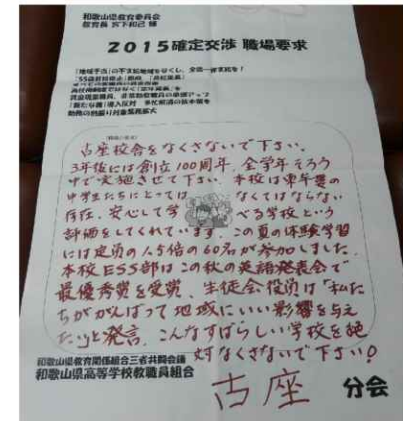 和歌山県教育委員会
教育長 宮下和己 様
2015確定交渉 職場要求
「地域手当」の不支給地域をなくし、全県一律支給を!
古座校舎をなくさないで下さい。
3年後には創立100周年、全学年そろう
中で実施させて下さい。本校は東牟婁の
中学生たちにとっては なくてはならない
存在、安心して学 べる学校という
評価をしてくれています。この夏の体験学習
には定員の1.5倍の60名が参加しました。
本校ESS部はこの秋の英語発表会で
最優秀賞を受賞、生徒会役員は「私た
ちががんばって地域にいい影響を与え
たい」と発言。こんなすばらしい学校を絶
対なくさないで下さい!
和歌山県教育関係組合三者共闘会議
和歌山県高等学校教職員組合
古座 分会